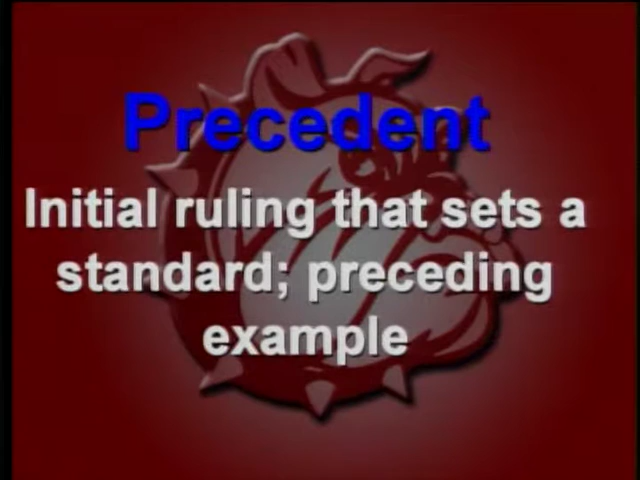 Precedent
Initial ruling that sets a
standard; preceding
example